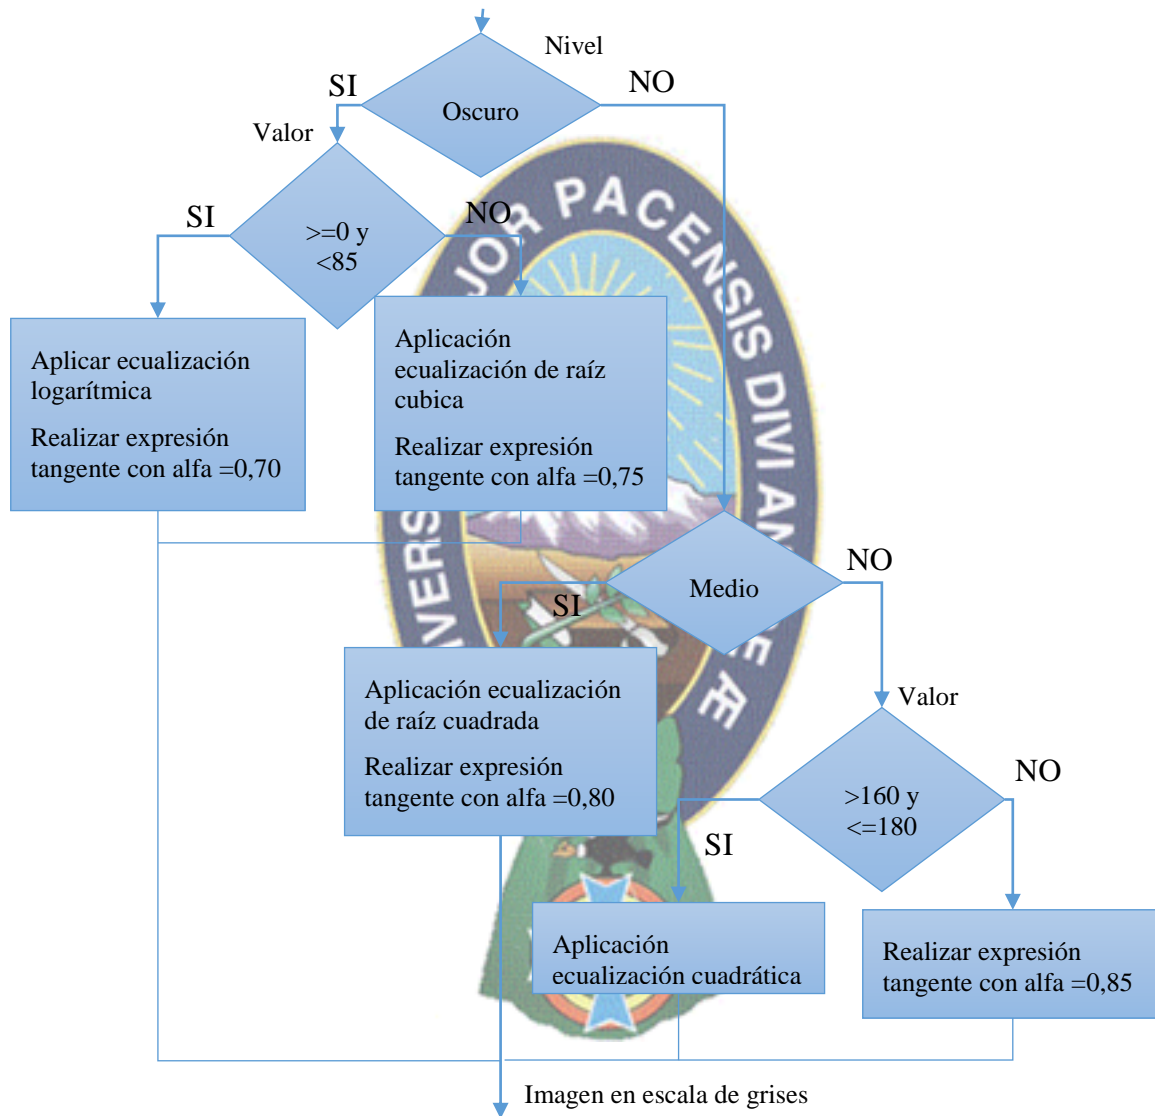 Nivel
SI
NO
Oscuro
Valor
SI
NO
>=0 y
<85
Aplicar ecualización
logarítmica
Realizar expresión
tangente con alfa =0,70
Aplicación
ecualización de raíz
cubica
Realizar expresión
tangente con alfa =0,75
JOR PACENSIS DIVI AN
VERS
E Æ
Medio
SI
NO
Aplicación ecualización
de raíz cuadrada
Realizar expresión
tangente con alfa =0,80
Valor
>160 y
<=180
SI
NO
Aplicación
ecualización cuadrática
Realizar expresión
tangente con alfa =0,85
Imagen en escala de grises